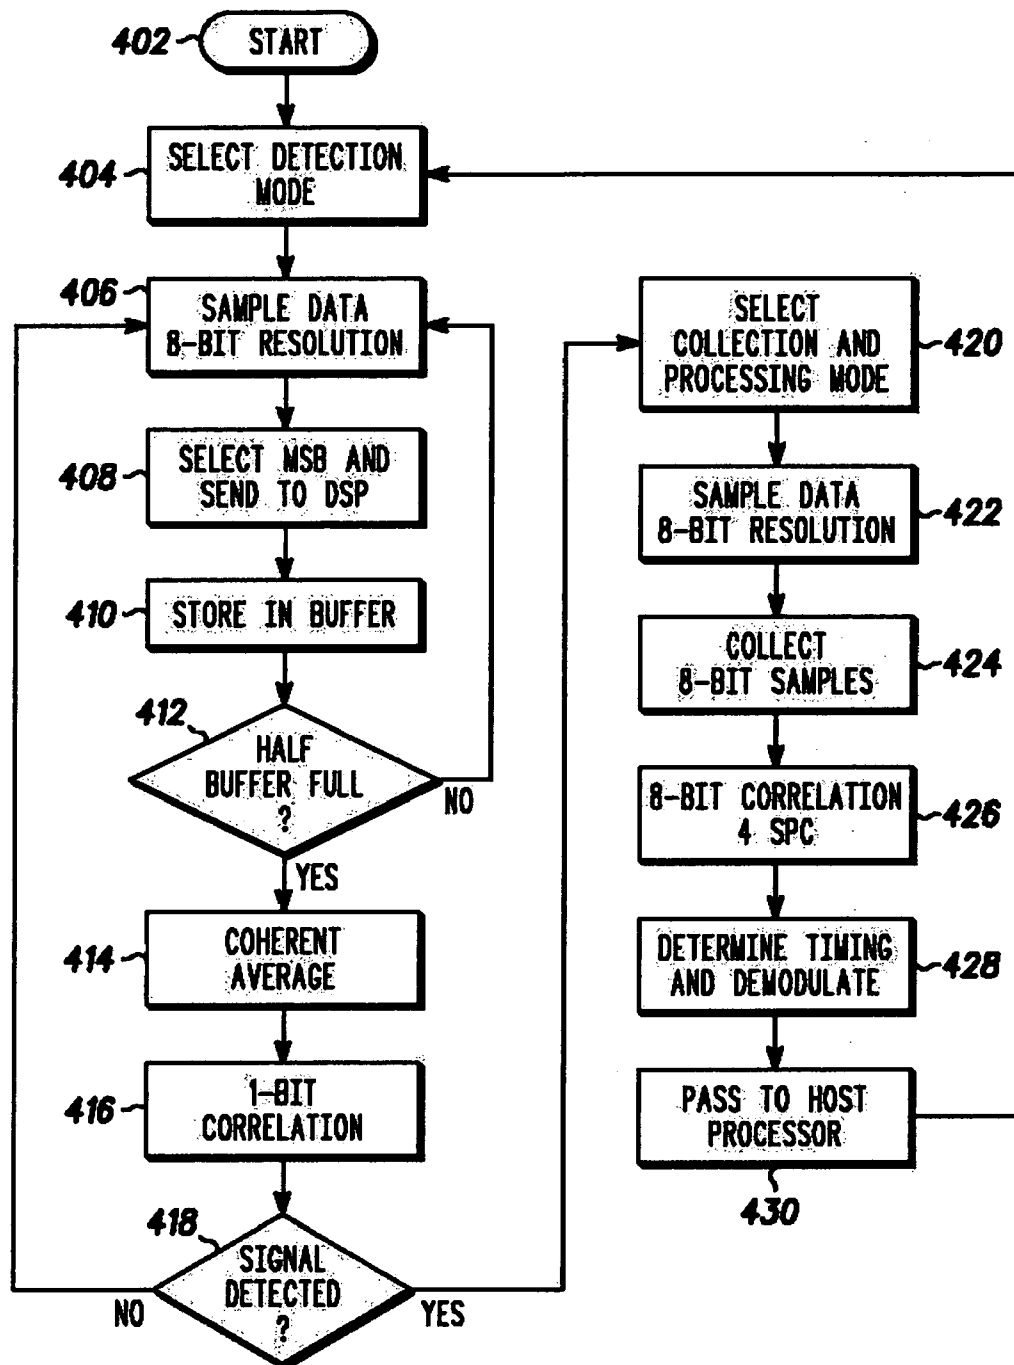 402
START
404
SELECT DETECTION
MODE
406
SAMPLE DATA
8-BIT RESOLUTION
408
SELECT MSB AND
SEND TO DSP
410
STORE IN BUFFER
412
HALF
BUFFER FULL
?
NO
YES
414
COHERENT
AVERAGE
416
1-BIT
CORRELATION
418
SIGNAL
DETECTED
?
NO
YES
SELECT
COLLECTION AND
PROCESSING MODE
420
SAMPLE DATA
8-BIT RESOLUTION
422
COLLECT
8-BIT SAMPLES
424
8-BIT CORRELATION
4 SPC
426
DETERMINE TIMING
AND DEMODULATE
428
PASS TO HOST
PROCESSOR
430